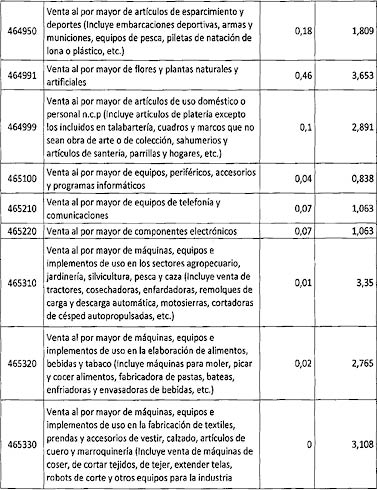 Venta al por mayor de artículos de esparcimiento y
464950 deportes (Incluye embarcaciones deportivas, armas y 0,18 1,809
municiones, equipos de pesca, piletas de natación de
lona o plástico, etc.)
464991 Venta al por mayor de flores y plantas naturales y 0,46 3,653
artificiales
Venta al por mayor de artículos de uso doméstico o
personal n.c.p (Incluye artículos de platería excepto
464999 los incluidos en talabartería, cuadros y marcos que no 0,1 2,891
sean obra de arte o de colección, sahumerios y
artículos de santería, parrillas y hogares, etc.)
465100 Venta al por mayor de equipos, periféricos, accesorios 0,04 0,838
y programas informáticos
465210 Venta al por mayor de equipos de telefonía y 0,07 1,063
comunicaciones
465220 Venta al por mayor de componentes electrónicos 0,07 1,063
Venta al por mayor de máquinas, equipos e
implementos de uso en los sectores agropecuario,
465310 jardinería, silvicultura, pesca y caza (Incluye venta de 0,01 3,35
tractores, cosechadoras, enfardadoras, remolques de
carga y descarga automática, motosierras, cortadoras
de césped autopropulsadas, etc.)
Venta al por mayor de máquinas, equipos e
implementos de uso en la elaboración de alimentos,
465320 bebidas y tabaco (Incluye máquinas para moler, picar 0,02 2,765
y cocer alimentos, fabricadora de pastas, bateas,
enfriadoras y envasadoras de bebidas, etc.)
Venta al por mayor de máquinas, equipos e
implementos de uso en la fabricación de textiles,
465330 prendas y accesorios de vestir, calzado, artículos de 0 3,108
cuero y marroquinería (Incluye venta de máquinas de
coser, de cortar tejidos, de tejer, extender telas,
robots de corte y otros equipos para la industria